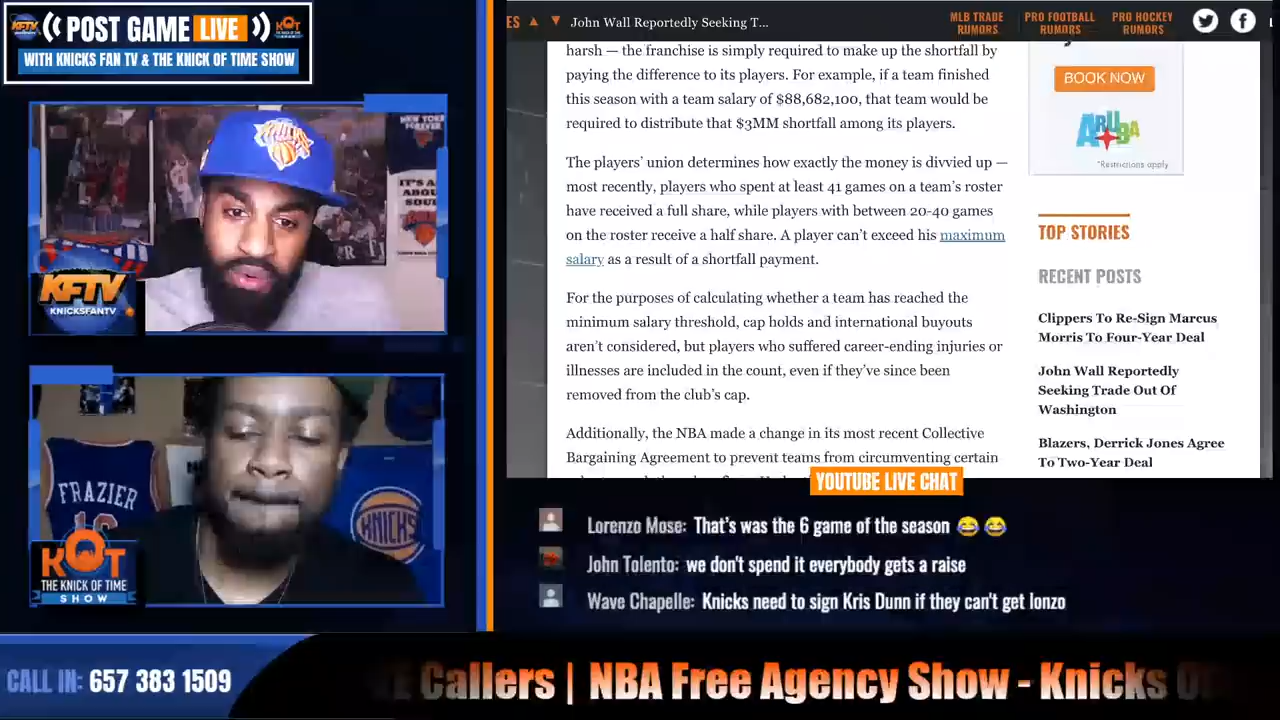 KFTV
POST GAME LIVE
KOT
WITH KNICKS FAN TV & THE KNICK OF TIME SHOW
NEW YORK
FOREVER
IT'S A
ABOU
SOUL
KFTV
KNICKSFANTV
FRAZIER
KNICKS
KOT
THE KNICK OF TIME
SHOW
ES ▲ ▼ John Wall Reportedly Seeking T...
MLB TRADE
RUMORS
PRO FOOTBALL
RUMORS
PRO HOCKEY
RUMORS
harsh — the franchise is simply required to make up the shortfall by
paying the difference to its players. For example, if a team finished
this season with a team salary of $88,682,100, that team would be
required to distribute that $3MM shortfall among its players.
The players' union determines how exactly the money is divvied up —
most recently, players who spent at least 41 games on a team's roster
have received a full share, while players with between 20-40 games
on the roster receive a half share. A player can't exceed his maximum
salary as a result of a shortfall payment.
For the purposes of calculating whether a team has reached the
minimum salary threshold, cap holds and international buyouts
aren't considered, but players who suffered career-ending injuries or
illnesses are included in the count, even if they've since been
removed from the club's cap.
Additionally, the NBA made a change in its most recent Collective
Bargaining Agreement to prevent teams from circumventing certain
BOOK NOW
ARUBA
*Restrictions apply
TOP STORIES
RECENT POSTS
Clippers To Re-Sign Marcus
Morris To Four-Year Deal
John Wall Reportedly
Seeking Trade Out Of
Washington
Blazers, Derrick Jones Agree
To Two-Year Deal
YOUTUBE LIVE CHAT
Lorenzo Mose: That's was the 6 game of the season 😂 😂
John Tolento: we don't spend it everybody gets a raise
Wave Chapelle: Knicks need to sign Kris Dunn if they can't get lonzo
CALL IN: 657 383 1509
E Callers | NBA Free Agency Show - Knicks O